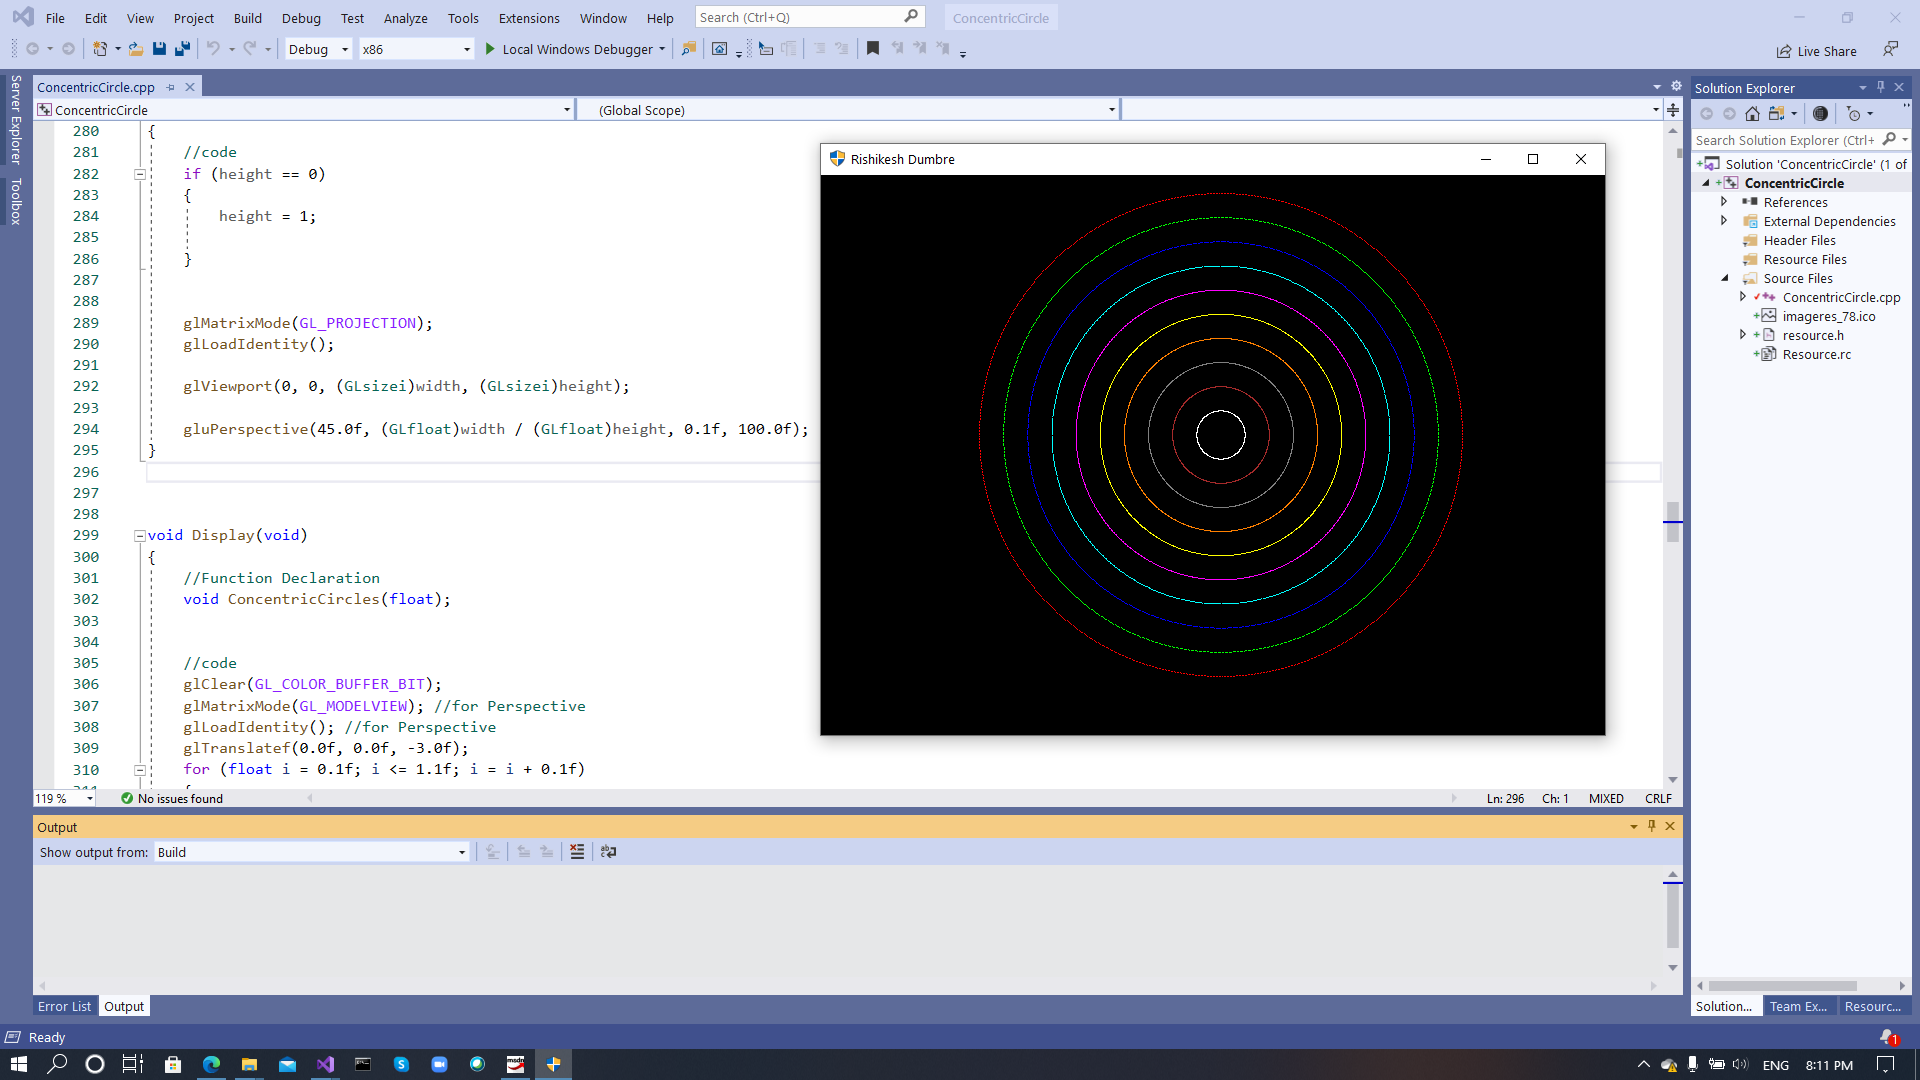 File Edit View Project Build Debug Test Analyze Tools Extensions Window Help Search (Ctrl+Q) ConcentricCircle
Debug x86 Local Windows Debugger Live Share
Server Explorer
Toolbox
ConcentricCircle.cpp
ConcentricCircle (Global Scope)
280 {
281 //code
282 if (height == 0)
283 {
284 height = 1;
285
286 }
287
288
289 glMatrixMode(GL_PROJECTION);
290 glLoadIdentity();
291
292 glViewport(0, 0, (GLsizei)width, (GLsizei)height);
293
294 gluPerspective(45.0f, (GLfloat)width / (GLfloat)height, 0.1f, 100.0f);
295 }
296
297
298
299 void Display(void)
300 {
301 //Function Declaration
302 void ConcentricCircles(float);
303
304
305 //code
306 glClear(GL_COLOR_BUFFER_BIT);
307 glMatrixMode(GL_MODELVIEW); //for Perspective
308 glLoadIdentity(); //for Perspective
309 glTranslatef(0.0f, 0.0f, -3.0f);
310 for (float i = 0.1f; i <= 1.1f; i = i + 0.1f)
119 % No issues found Ln: 296 Ch: 1 MIXED CRLF
Rishikesh Dumbre
Solution Explorer
Search Solution Explorer (Ctrl+
Solution 'ConcentricCircle' (1 of
ConcentricCircle
References
External Dependencies
Header Files
Resource Files
Source Files
ConcentricCircle.cpp
imageres_78.ico
resource.h
Resource.rc
Output
Show output from: Build
Error List Output
Solution... Team Ex... Resourc...
Ready 1
msdn ENG 8:11 PM